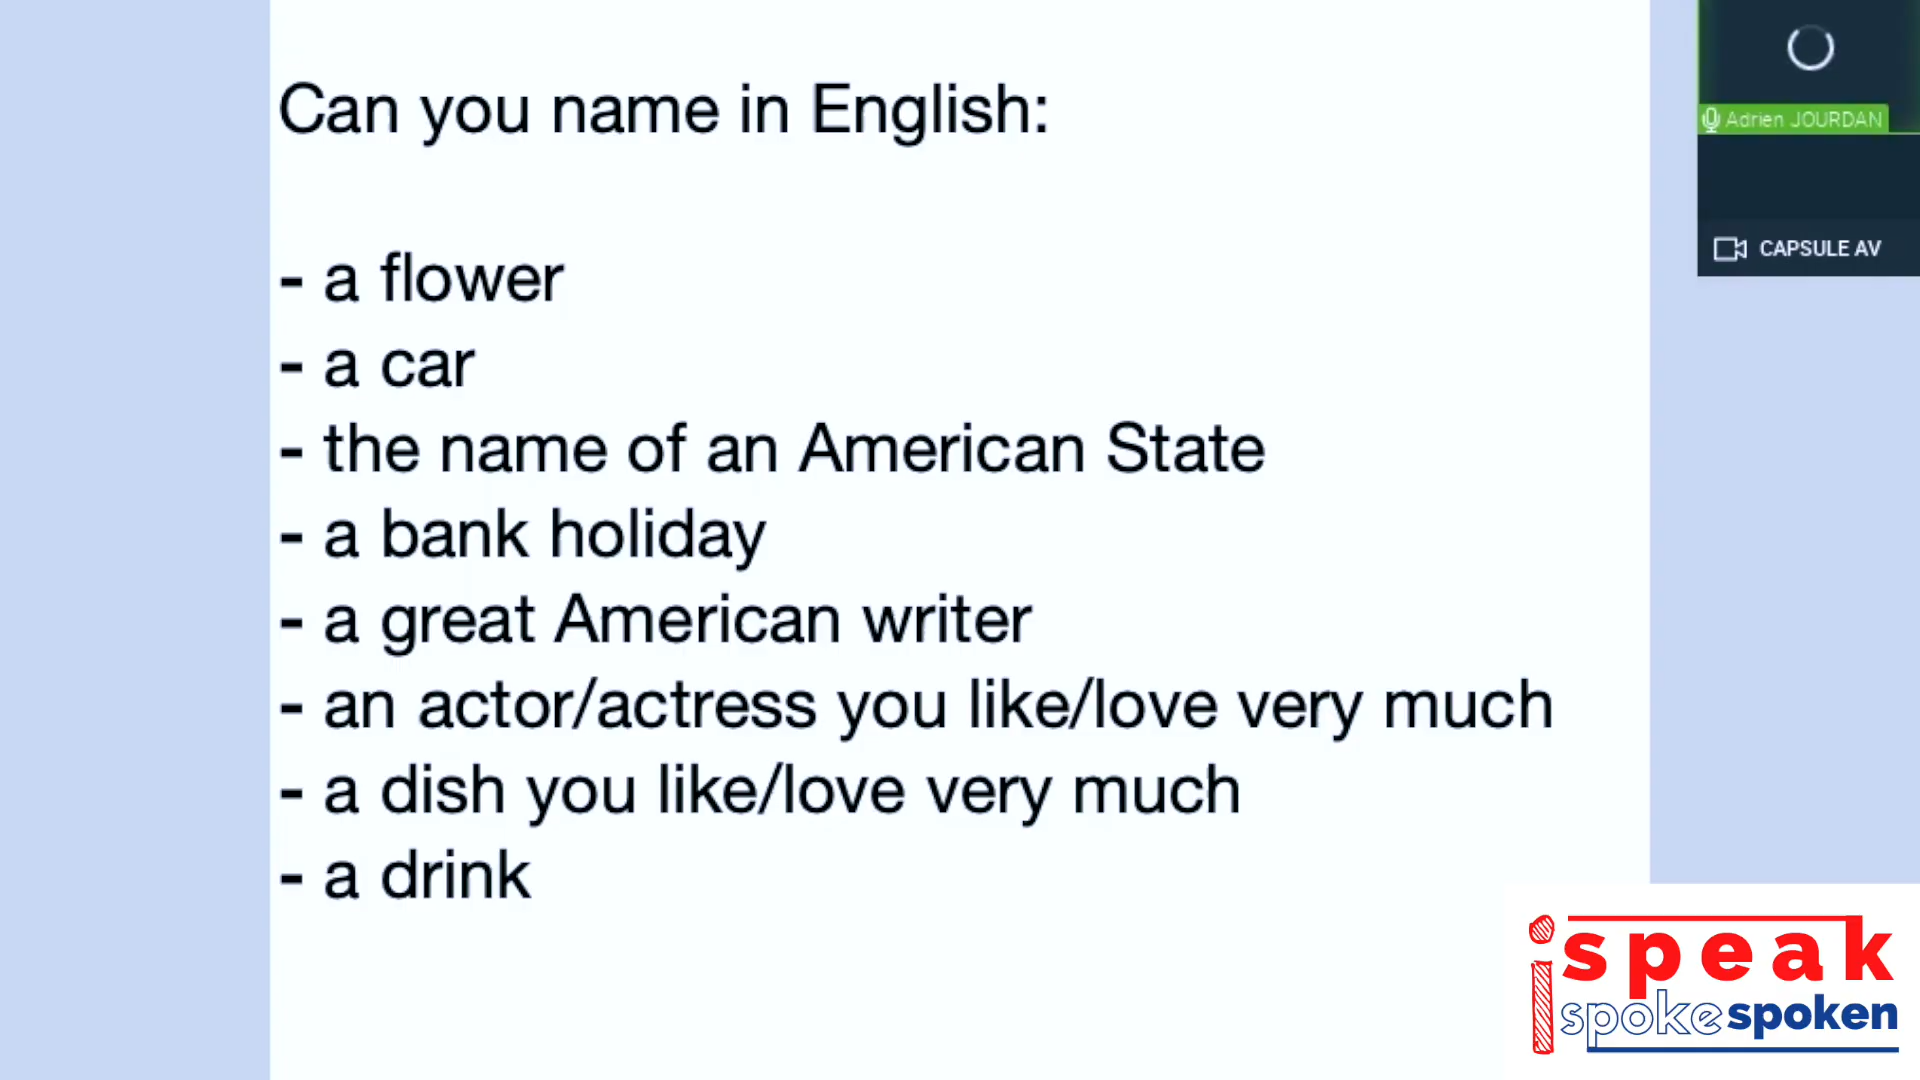 Can you name in English:
- a flower
- a car
- the name of an American State
- a bank holiday
- a great American writer
- an actor/actress you like/love very much
- a dish you like/love very much
- a drink
Adrien JOURDAN
CAPSULE AV
i speak
spoke spoken